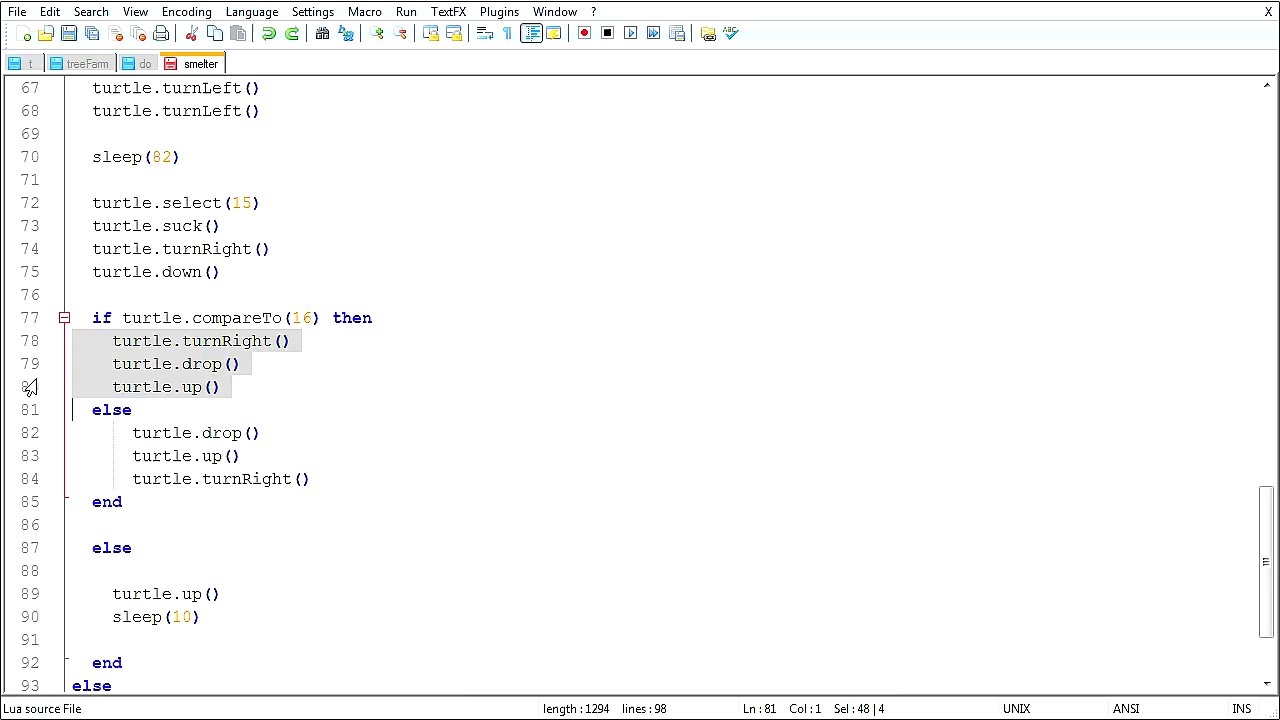 File Edit Search View Encoding Language Settings Macro Run TextFX Plugins Window ? X
t treeFarm do smelter
67 turtle.turnLeft()
68 turtle.turnLeft()
69
70 sleep(82)
71
72 turtle.select(15)
73 turtle.suck()
74 turtle.turnRight()
75 turtle.down()
76
77 if turtle.compareTo(16) then
78 turtle.turnRight()
79 turtle.drop()
turtle.up()
81 else
82 turtle.drop()
83 turtle.up()
84 turtle.turnRight()
85 end
86
87 else
88
89 turtle.up()
90 sleep(10)
91
92 end
93 else
Lua source File length : 1294 lines : 98 Ln : 81 Col : 1 Sel : 48 | 4 UNIX ANSI INS